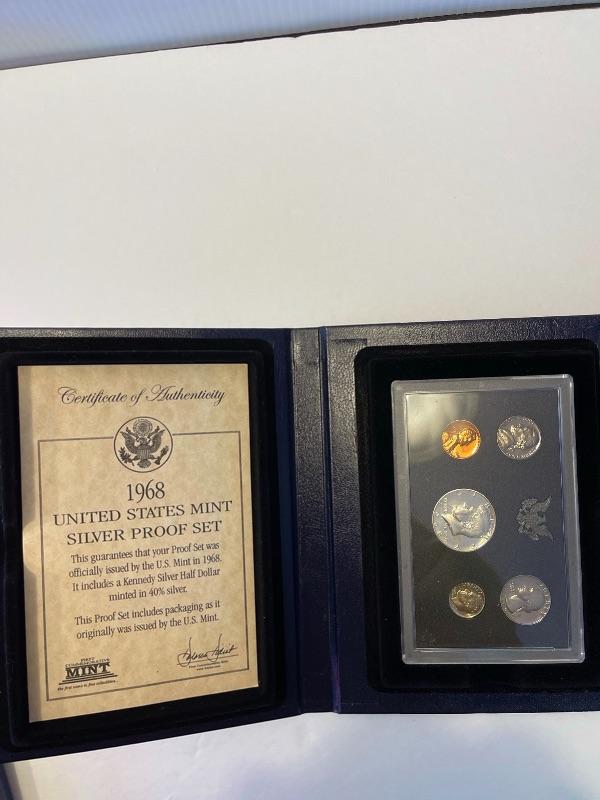 Certificate of Authenticity
1968
UNITED STATES MINT
SILVER PROOF SET
This guarantees that your Proof Set was
officially issued by the U.S. Mint in 1968.
It includes a Kennedy Silver Half Dollar
minted in 40% silver.
This Proof Set includes packaging as it
originally was issued by the U.S. Mint.
FIRST
COMMEMORATIVE
MINT